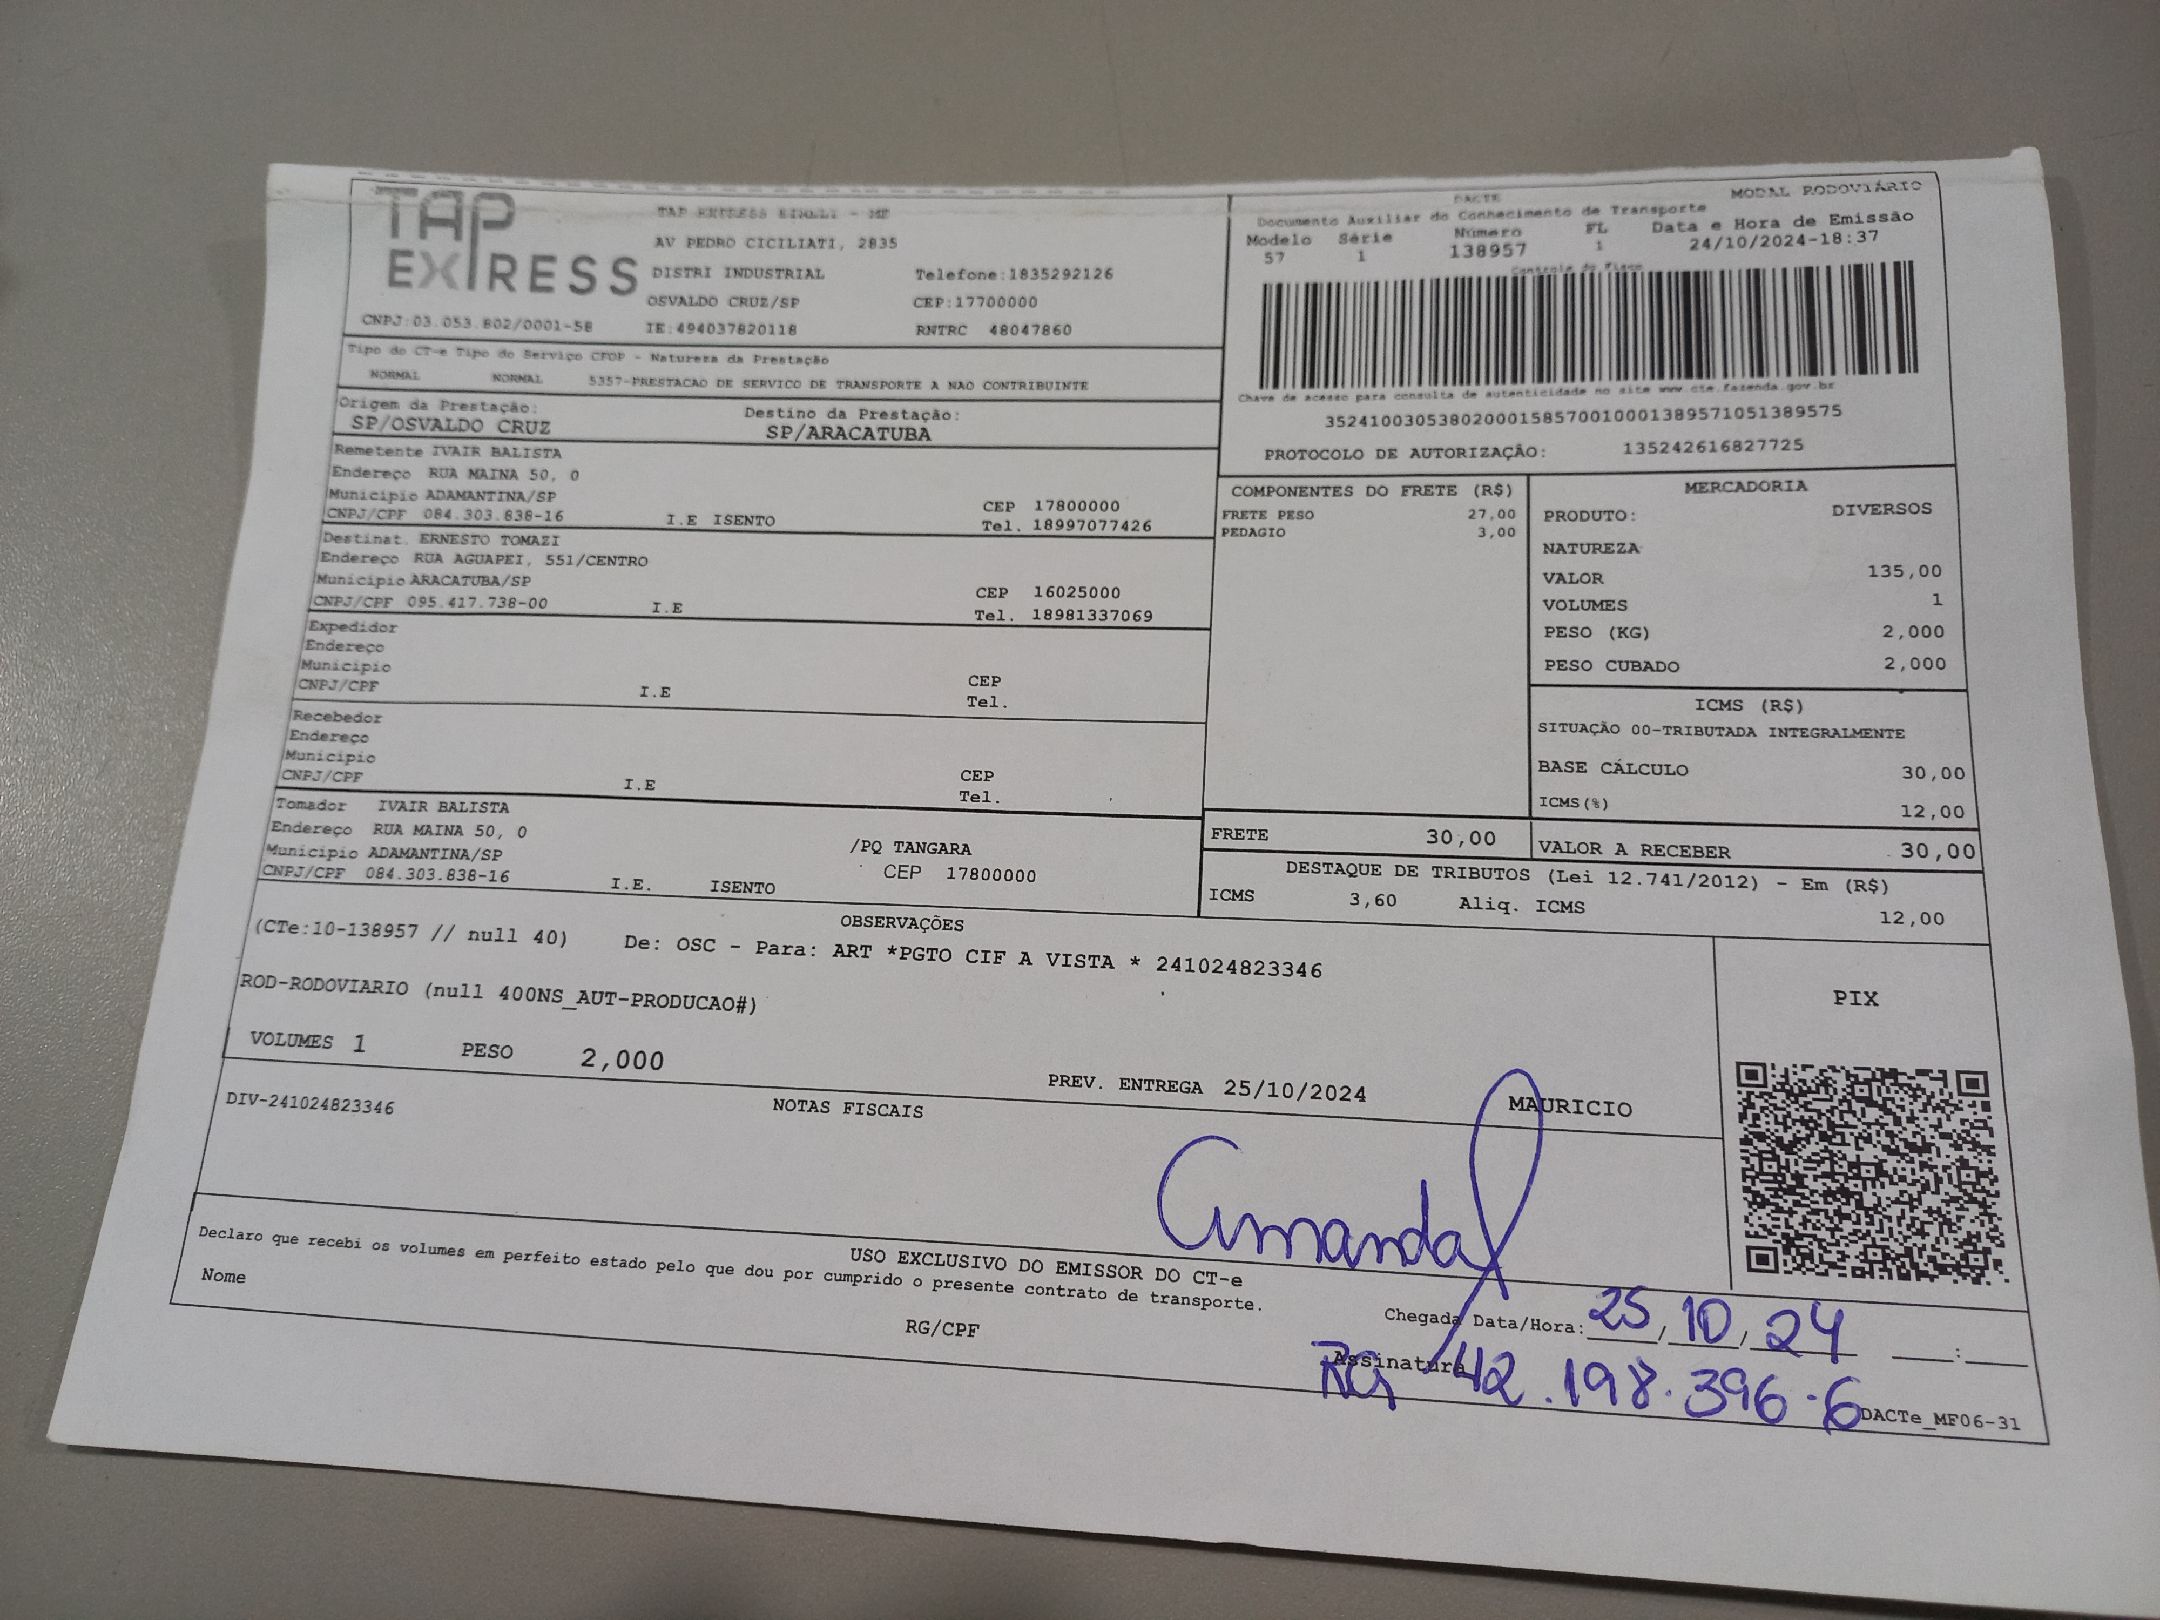 TAP
EXPRESS
TAP EXPRESS EIRELI - ME
AV PEDRO CICILIATI, 2835
DISTRI INDUSTRIAL Telefone:1835292126
OSVALDO CRUZ/SP CEP:17700000
CNPJ:03.053.802/0001-58 IE:494037820118 RNTRC 48047860
DACTE MODAL RODOVIÁRIO
Documento Auxiliar do Conhecimento de Transporte
Modelo Série Número FL Data e Hora de Emissão
57 1 138957 1 24/10/2024-18:37
Controle do Fisco
Chave de acesso para consulta de autenticidade no site www.cte.fazenda.gov.br
35241003053802000158570010001389571051389575
PROTOCOLO DE AUTORIZAÇÃO: 135242616827725
Tipo do CT-e Tipo do Serviço CFOP - Natureza da Prestação
NORMAL NORMAL 5357-PRESTACAO DE SERVICO DE TRANSPORTE A NAO CONTRIBUINTE
Origem da Prestação: Destino da Prestação:
SP/OSVALDO CRUZ SP/ARACATUBA
Remetente IVAIR BALISTA
Endereço RUA MAINA 50, 0
Município ADAMANTINA/SP CEP 17800000
CNPJ/CPF 084.303.838-16 I.E ISENTO Tel. 18997077426
Destinat. ERNESTO TOMAZI
Endereço RUA AGUAPEI, 551/CENTRO
Município ARACATUBA/SP CEP 16025000
CNPJ/CPF 095.417.738-00 I.E Tel. 18981337069
Expedidor
Endereço
Município CEP
CNPJ/CPF I.E Tel.
Recebedor
Endereço
Município CEP
CNPJ/CPF I.E Tel.
Tomador IVAIR BALISTA
Endereço RUA MAINA 50, 0 /PQ TANGARA
Município ADAMANTINA/SP CEP 17800000
CNPJ/CPF 084.303.838-16 I.E. ISENTO
COMPONENTES DO FRETE (R$)
FRETE PESO 27,00
PEDAGIO 3,00
MERCADORIA
PRODUTO: DIVERSOS
NATUREZA
VALOR 135,00
VOLUMES 1
PESO (KG) 2,000
PESO CUBADO 2,000
ICMS (R$)
SITUAÇÃO 00-TRIBUTADA INTEGRALMENTE
BASE CÁLCULO 30,00
ICMS(%) 12,00
FRETE 30,00 VALOR A RECEBER 30,00
DESTAQUE DE TRIBUTOS (Lei 12.741/2012) - Em (R$)
ICMS 3,60 Aliq. ICMS 12,00
OBSERVAÇÕES
(CTe:10-138957 // null 40) De: OSC - Para: ART *PGTO CIF A VISTA * 241024823346
ROD-RODOVIARIO (null 400NS_AUT-PRODUCAO#)
VOLUMES 1 PESO 2,000 PREV. ENTREGA 25/10/2024 MAURICIO
PIX
DIV-241024823346 NOTAS FISCAIS
Amanda
USO EXCLUSIVO DO EMISSOR DO CT-e
Declaro que recebi os volumes em perfeito estado pelo que dou por cumprido o presente contrato de transporte.
Nome RG/CPF
Chegada Data/Hora: 25/10/24 :
Assinatura
RG 42.198.396-6
DACTe_MF06-31